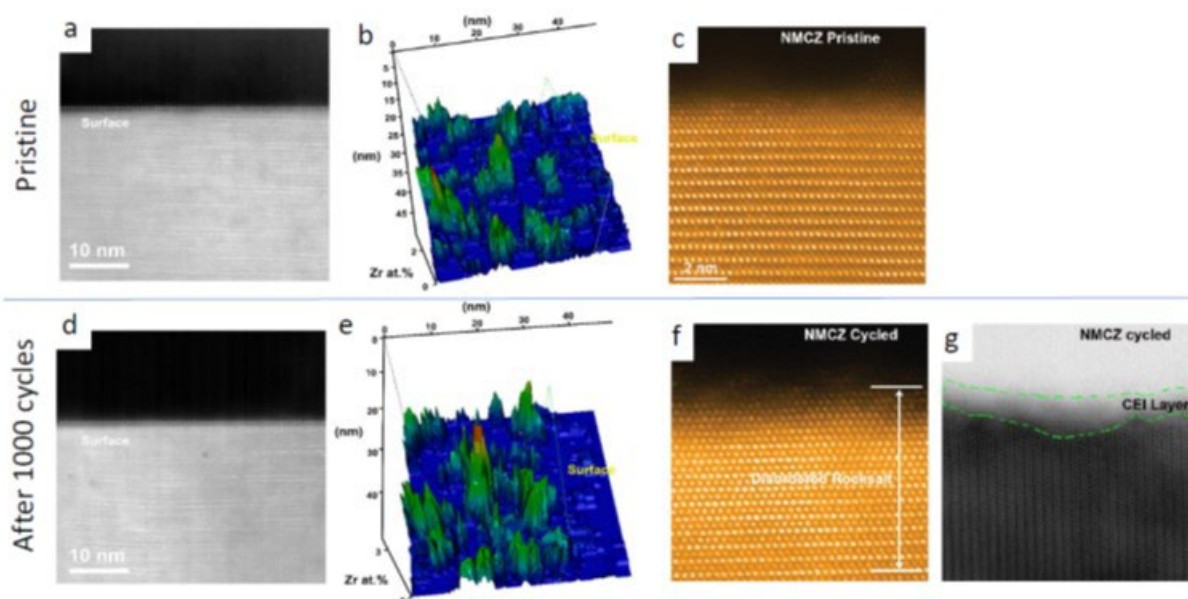 Pristine
a
Surface
10 nm
b
(nm)
0 10 20 30 40
0
5
10
15
20
25
30
35
40
45
(nm)
Surface
2
Zr at.%
0
c
NMCZ Pristine
2 nm
After 1000 cycles
d
Surface
10 nm
e
(nm)
0 10 20 30 40
0
10
20
30
40
(nm)
Surface
Zr at.%
f
NMCZ Cycled
Disordered Rocksalt
g
NMCZ cycled
CEI Layer